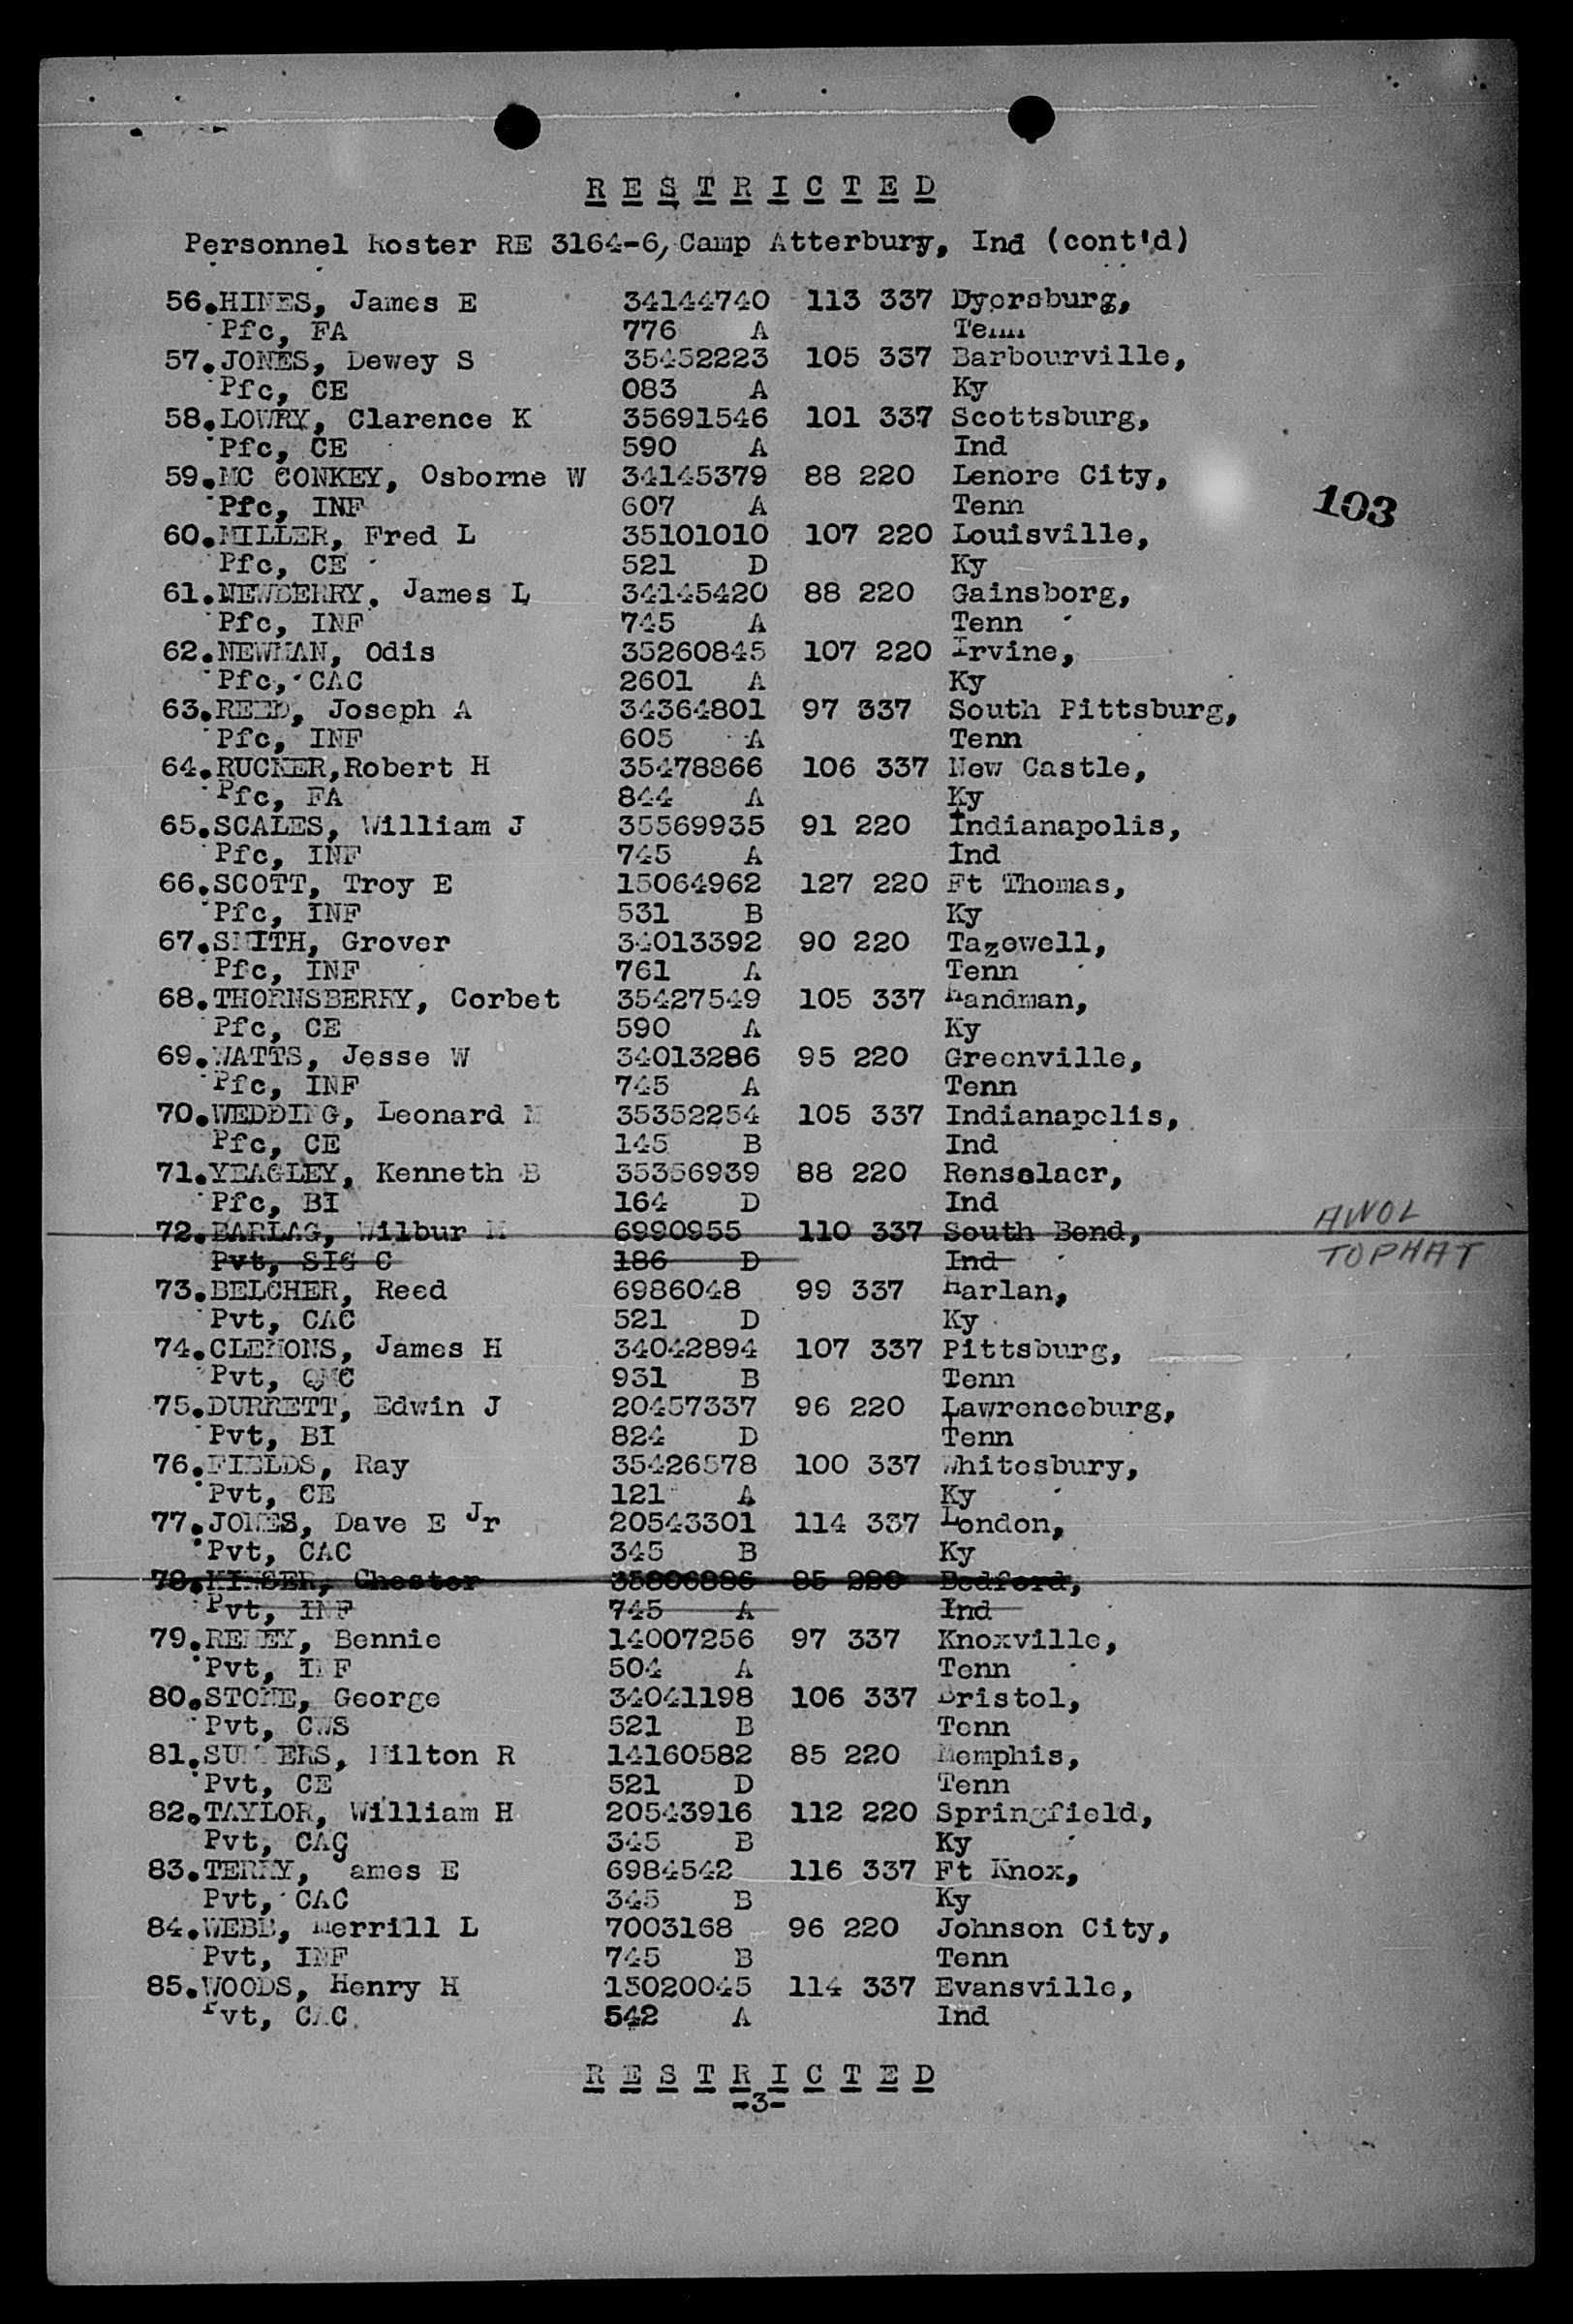 R E S T R I C T E D
Personnel Roster RE 3164-6, Camp Atterbury, Ind (cont'd)
56.HINES, James E 34144740 113 337 Dyersburg,
Pfc, FA 776 A Tenn
57.JONES, Dewey S 35452223 105 337 Barbourville,
Pfc, CE 083 A Ky
58.LOWRY, Clarence K 35691546 101 337 Scottsburg,
Pfc, CE 590 A Ind
103
59.MC CONKEY, Osborne W 34145379 88 220 Lenore City,
Pfc, INF 607 A Tenn
60.MILLER, Fred L 35101010 107 220 Louisville,
Pfc, CE 521 D Ky
61.NEWBERRY, James L 34145420 88 220 Gainsborg,
Pfc, INF 745 A Tenn
62.NEWMAN, Odis 35260845 107 220 Irvine,
Pfc, CAC 2601 A Ky
63.REED, Joseph A 34364801 97 337 South Pittsburg,
Pfc, INF 605 A Tenn
64.RUCKER,Robert H 35478866 106 337 New Castle,
Pfc, FA 844 A Ky
65.SCALES, William J 35569935 91 220 Indianapolis,
Pfc, INF 745 A Ind
66.SCOTT, Troy E 15064962 127 220 Ft Thomas,
Pfc, INF 531 B Ky
67.SMITH, Grover 34013392 90 220 Tazewell,
Pfc, INF 761 A Tenn
68.THORNSBERRY, Corbet 35427549 105 337 Handman,
Pfc, CE 590 A Ky
69.WATTS, Jesse W 34013286 95 220 Greenville,
Pfc, INF 745 A Tenn
70.WEDDING, Leonard M 35352254 105 337 Indianapolis,
Pfc, CE 145 B Ind
71.YEAGLEY, Kenneth B 35356939 88 220 Renselaer,
Pfc, BI 164 D Ind
72.BARLAG, Wilbur M 6990955 110 337 South Bend, AWOL
Pvt, SIG C 186 D Ind TOPHAT
73.BELCHER, Reed 6986048 99 337 Harlan,
Pvt, CAC 521 D Ky
74.CLEMONS, James H 34042894 107 337 Pittsburg,
Pvt, QMC 931 B Tenn
75.DURRETT, Edwin J 20457337 96 220 Lawrenceburg,
Pvt, BI 824 D Tenn
76.FIELDS, Ray 35426578 100 337 Whitesbury,
Pvt, CE 121 A Ky
77.JONES, Dave E Jr 20543301 114 337 London,
Pvt, CAC 345 B Ky
78.KINSER, Chester 35806886 85 220 Bedford,
Pvt, INF 745 A Ind
79.REMEY, Bennie 14007256 97 337 Knoxville,
Pvt, INF 504 A Tenn
80.STONE, George 34041198 106 337 Bristol,
Pvt, CWS 521 B Tenn
81.SUMMERS, Milton R 14160582 85 220 Memphis,
Pvt, CE 521 D Tenn
82.TAYLOR, William H 20543916 112 220 Springfield,
Pvt, CAC 345 B Ky
83.TERRY, James E 6984542 116 337 Ft Knox,
Pvt, CAC 345 B Ky
84.WEBB, Merrill L 7003168 96 220 Johnson City,
Pvt, INF 745 B Tenn
85.WOODS, Henry H 15020045 114 337 Evansville,
Pvt, CAC 542 A Ind
R E S T R I C T E D
-3-